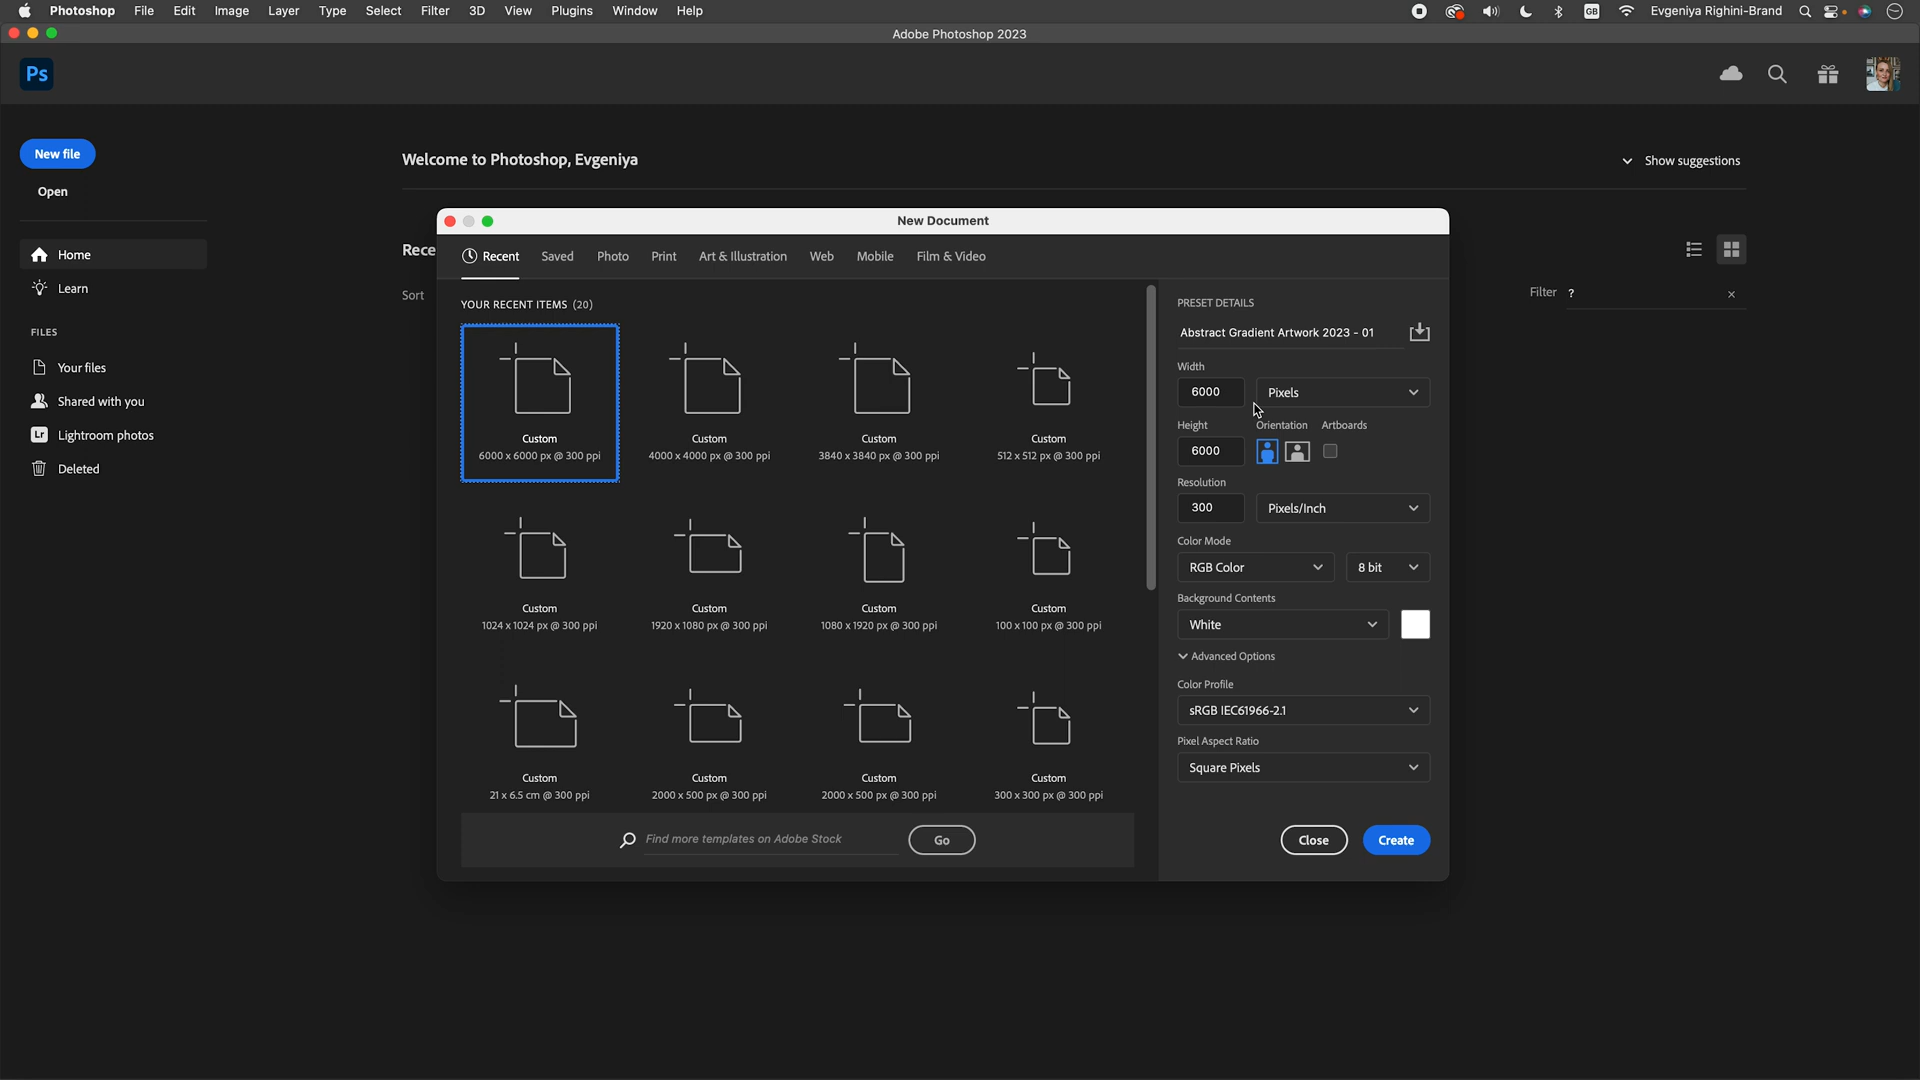 Photoshop File Edit Image Layer Type Select Filter 3D View Plugins Window Help GB Evgeniya Righini-Brand
Adobe Photoshop 2023
Ps
New file
Open
Welcome to Photoshop, Evgeniya
Show suggestions
New Document
Home
Learn
FILES
Your files
Shared with you
Lr Lightroom photos
Deleted
Rece
Sort
Filter ?
Recent Saved Photo Print Art & Illustration Web Mobile Film & Video
YOUR RECENT ITEMS (20)
Custom
6000 x 6000 px @ 300 ppi
Custom
4000 x 4000 px @ 300 ppi
Custom
3840 x 3840 px @ 300 ppi
Custom
512 x 512 px @ 300 ppi
Custom
1024 x 1024 px @ 300 ppi
Custom
1920 x 1080 px @ 300 ppi
Custom
1080 x 1920 px @ 300 ppi
Custom
100 x 100 px @ 300 ppi
Custom
21 x 6.5 cm @ 300 ppi
Custom
2000 x 500 px @ 300 ppi
Custom
2000 x 500 px @ 300 ppi
Custom
300 x 300 px @ 300 ppi
Find more templates on Adobe Stock
Go
PRESET DETAILS
Abstract Gradient Artwork 2023 - 01
Width
6000 Pixels
Height Orientation Artboards
6000
Resolution
300 Pixels/Inch
Color Mode
RGB Color 8 bit
Background Contents
White
Advanced Options
Color Profile
sRGB IEC61966-2.1
Pixel Aspect Ratio
Square Pixels
Close Create